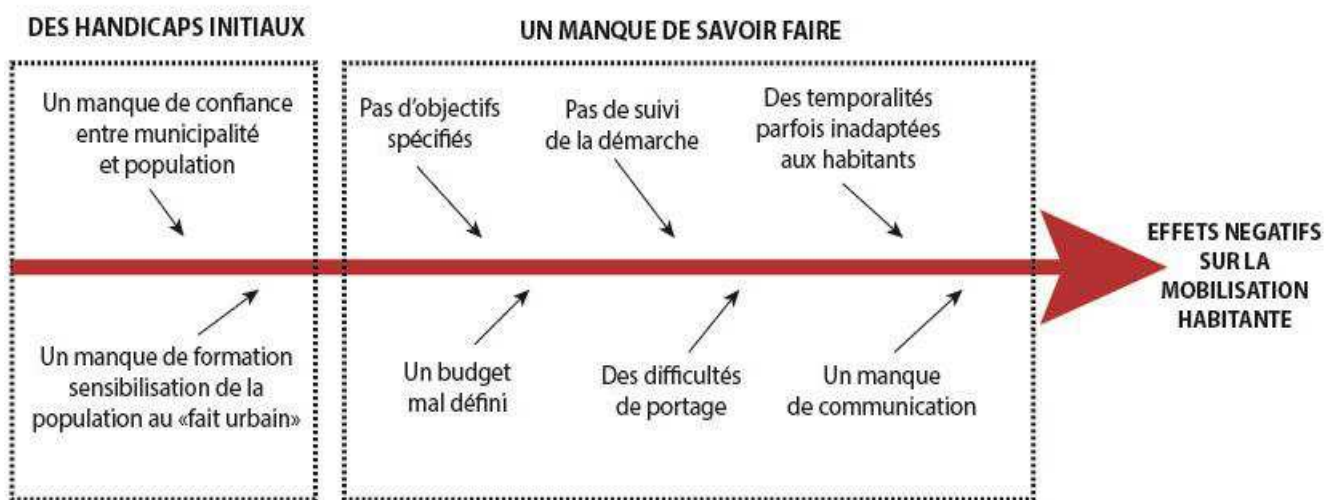 DES HANDICAPS INITIAUX
Un manque de confiance
entre municipalité
et population
Un manque de formation
sensibilisation de la
population au «fait urbain»
UN MANQUE DE SAVOIR FAIRE
Pas d'objectifs
spécifiés
Pas de suivi
de la démarche
Des temporalités
parfois inadaptées
aux habitants
Un budget
mal défini
Des difficultés
de portage
Un manque
de communication
EFFETS NEGATIFS
SUR LA
MOBILISATION
HABITANTE